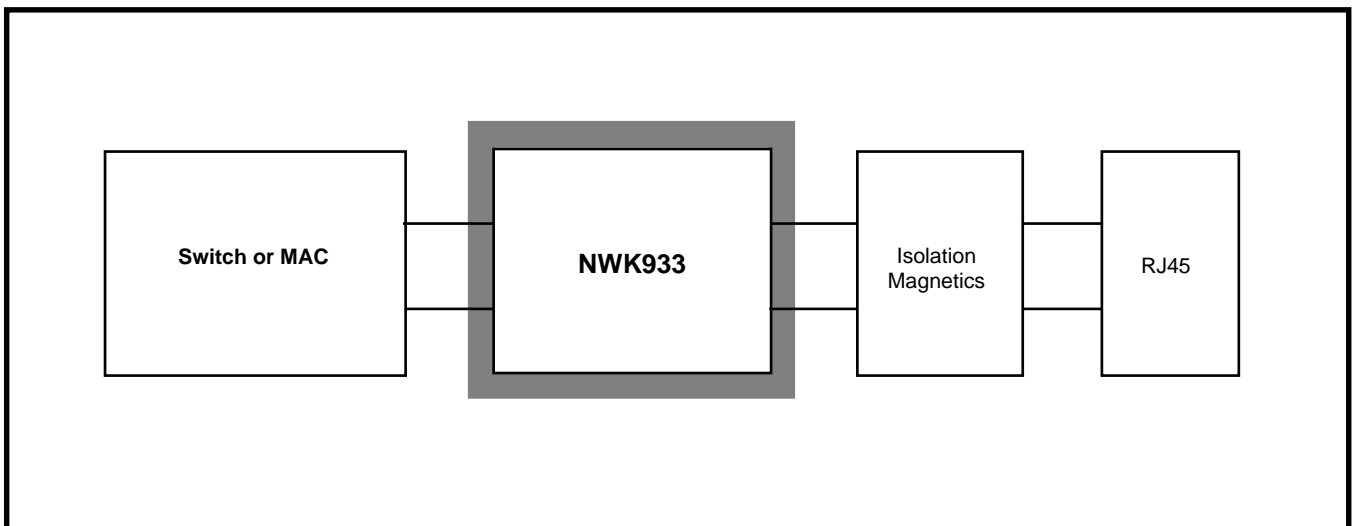 Switch or MAC
NWK933
Isolation
Magnetics
RJ45